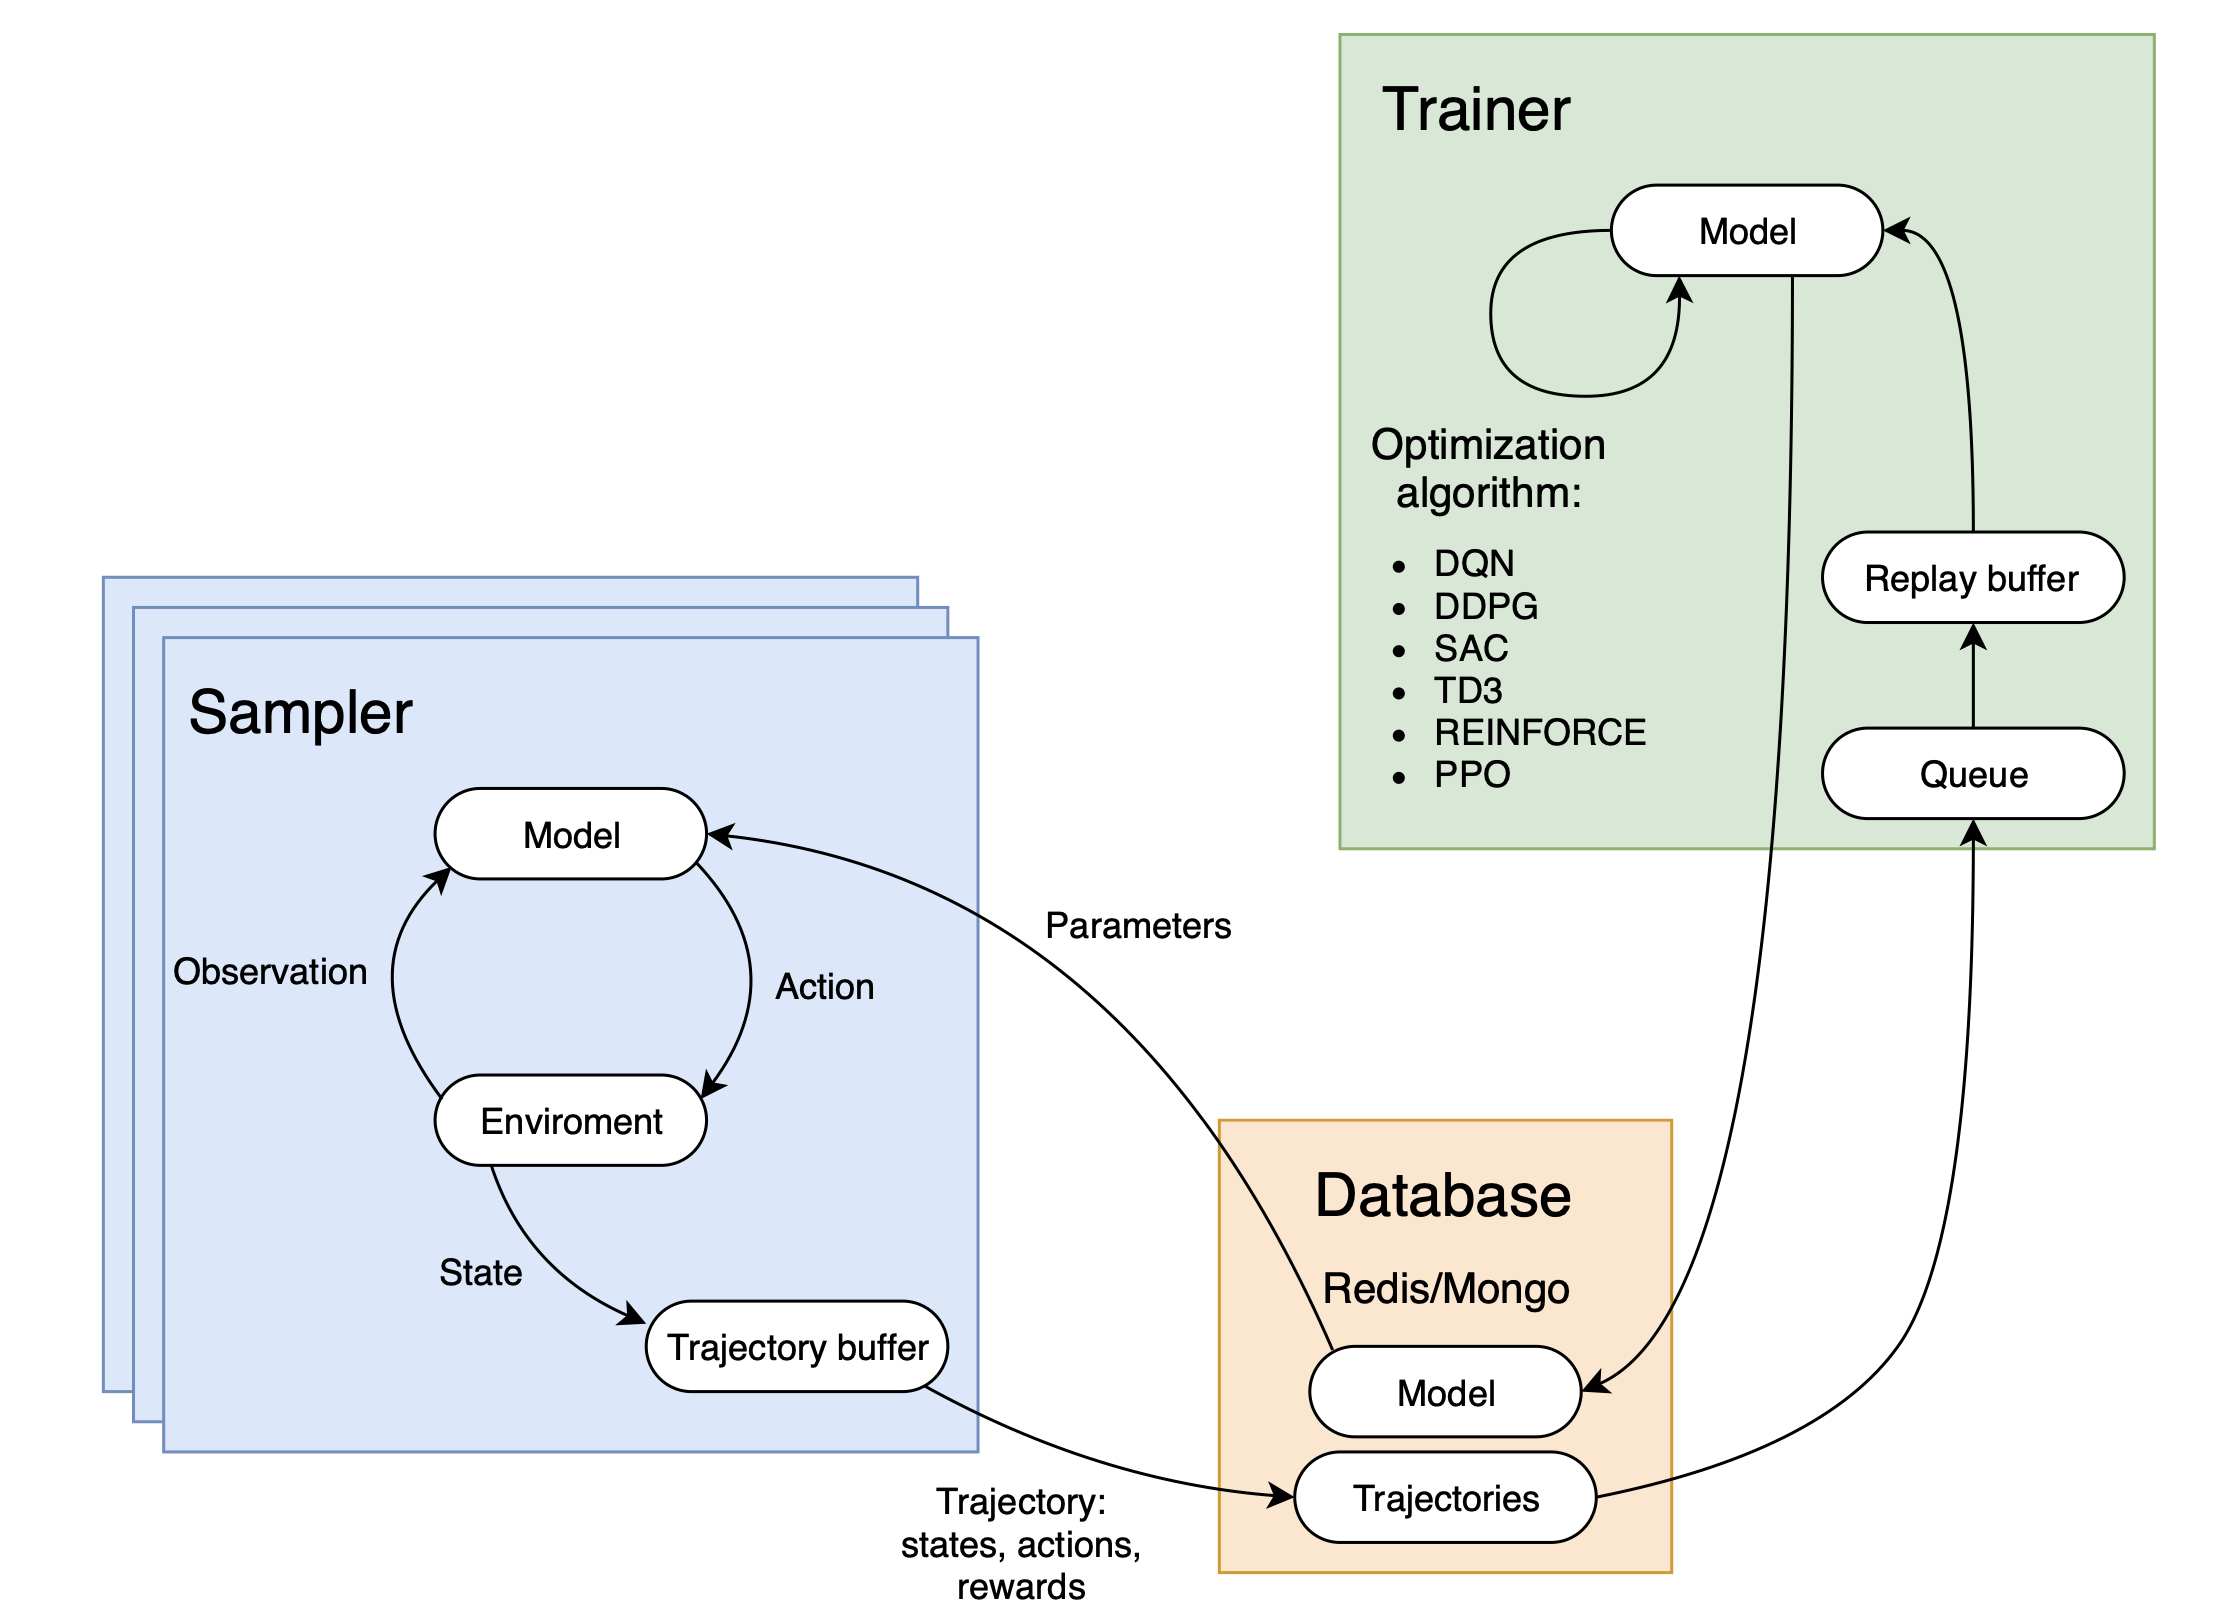 Trainer
Model
Optimization
algorithm:
• DQN
• DDPG
• SAC
• TD3
• REINFORCE
• PPO
Replay buffer
Queue
Sampler
Model
Observation
Action
Enviroment
State
Trajectory buffer
Parameters
Trajectory:
states, actions,
rewards
Database
Redis/Mongo
Model
Trajectories